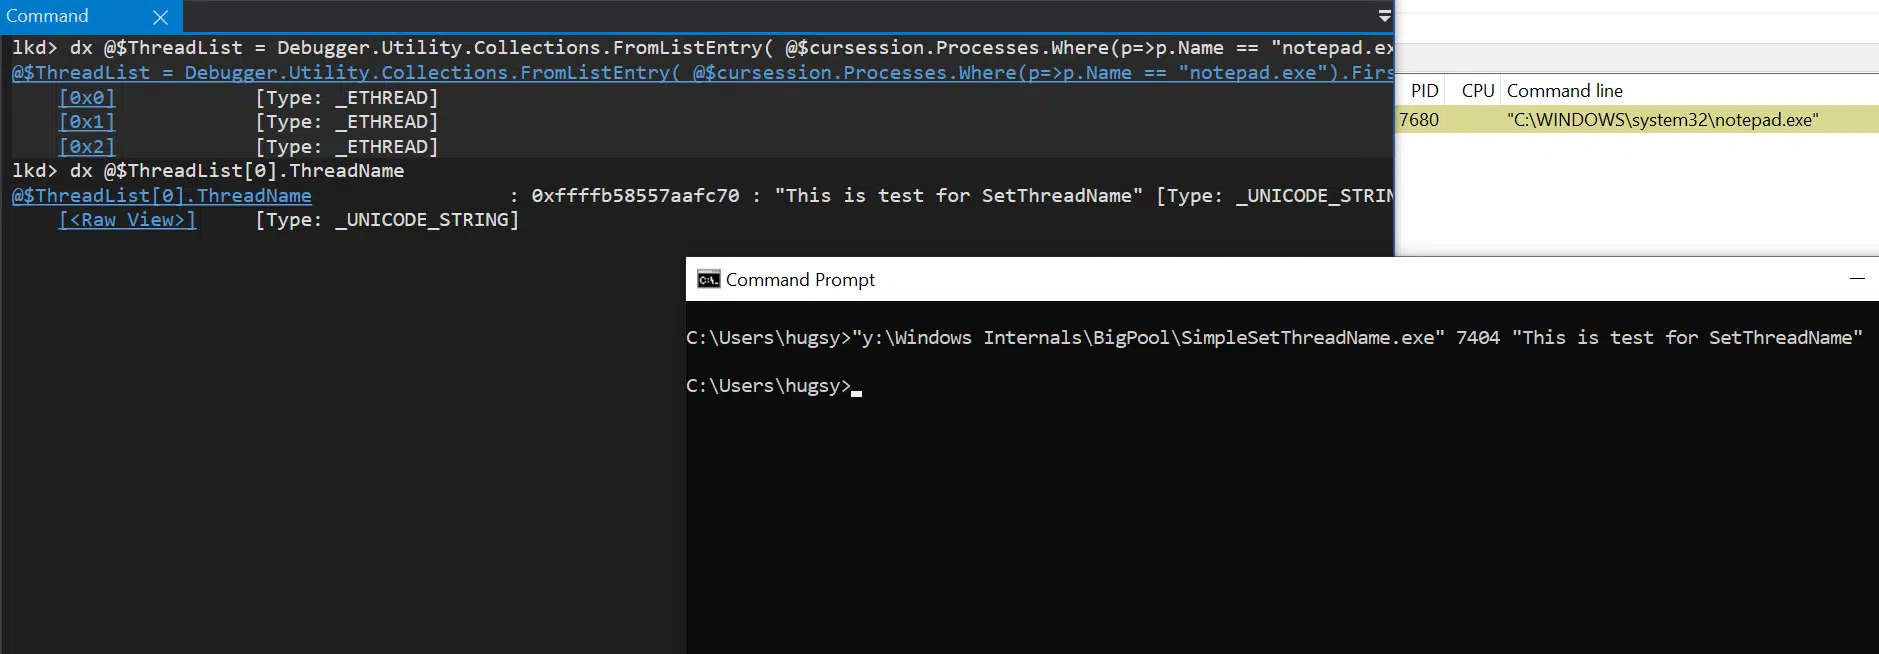 Command
lkd> dx @$ThreadList = Debugger.Utility.Collections.FromListEntry( @$cursession.Processes.Where(p=>p.Name == "notepad.ex
@$ThreadList = Debugger.Utility.Collections.FromListEntry( @$cursession.Processes.Where(p=>p.Name == "notepad.exe").Firs
[0x0] [Type: _ETHREAD]
[0x1] [Type: _ETHREAD]
[0x2] [Type: _ETHREAD]
lkd> dx @$ThreadList[0].ThreadName
@$ThreadList[0].ThreadName : 0xffffb58557aafc70 : "This is test for SetThreadName" [Type: _UNICODE_STRIN
[<Raw View>] [Type: _UNICODE_STRING]
PID CPU Command line
7680 "C:\WINDOWS\system32\notepad.exe"
Command Prompt
C:\Users\hugsy>"y:\Windows Internals\BigPool\SimpleSetThreadName.exe" 7404 "This is test for SetThreadName"
C:\Users\hugsy>